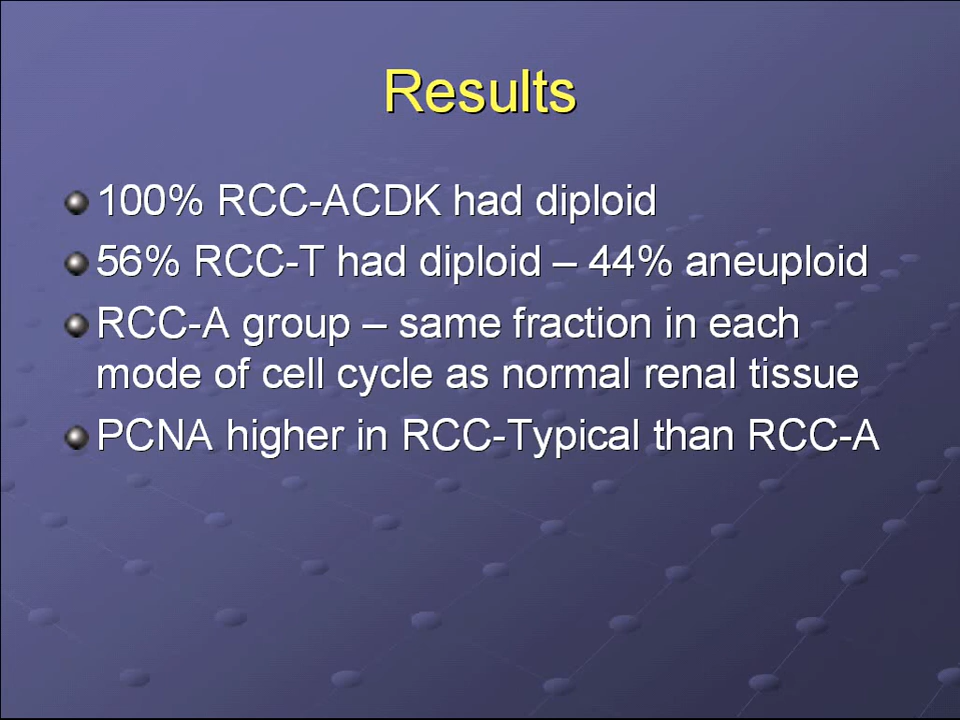 Results
100% RCC-ACDK had diploid
56% RCC-T had diploid – 44% aneuploid
RCC-A group – same fraction in each
mode of cell cycle as normal renal tissue
PCNA higher in RCC-Typical than RCC-A